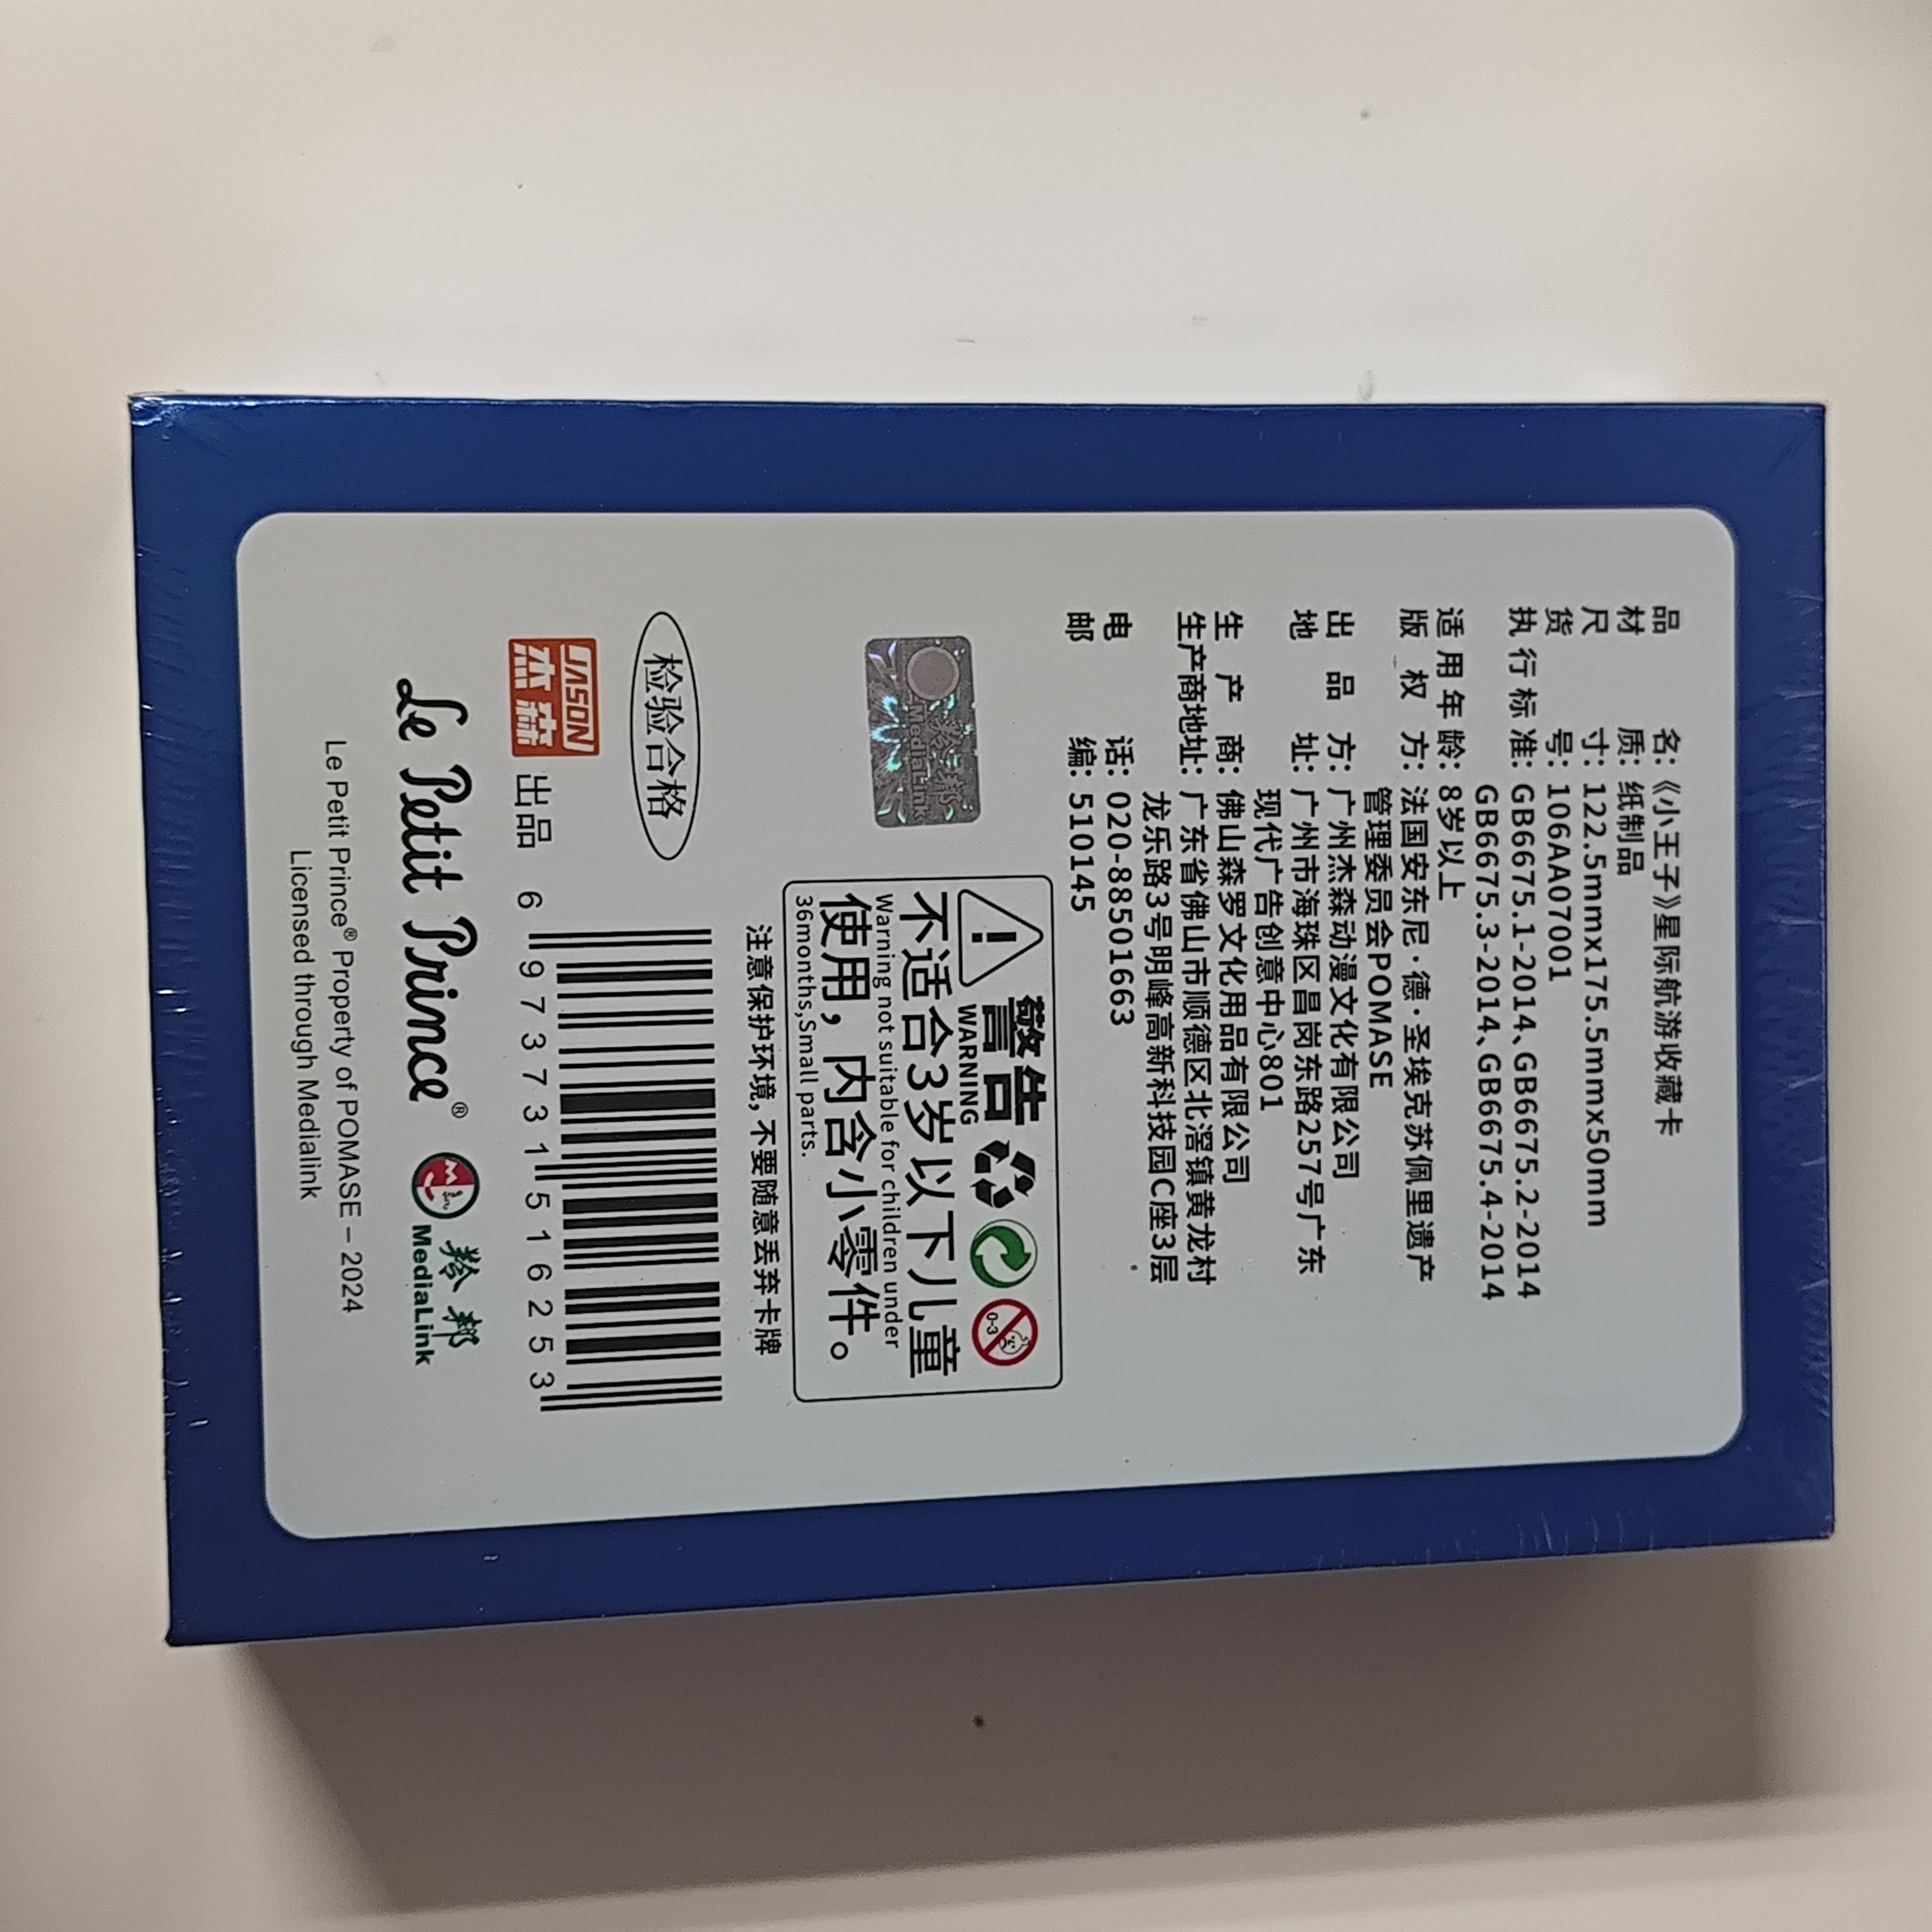 品名：《小王子》星际航游收藏卡
材质：纸制品
尺寸：122.5mmx175.5mmx50mm
货号：106AA07001
执行标准：GB6675.1-2014、GB6675.2-2014
GB6675.3-2014、GB6675.4-2014
适用年龄：8岁以上
版权方：法国安东尼·德·圣埃克苏佩里遗产
管理委员会POMASE
出品方：广州杰森动漫文化有限公司
地址：广州市海珠区昌岗东路257号广东
现代广告创意中心801
生产商：佛山森罗文化用品有限公司
生产商地址：广东省佛山市顺德区北滘镇黄龙村
龙乐路3号明峰高新科技园C座3层
电话：020-88501663
邮编：510145
羚邦
MediaLink
警告
WARNING
0-3
不适合3岁以下儿童
Warning not suitable for children under
使用，内含小零件。
36months,Small parts.
注意保护环境，不要随意丢弃卡牌
检验合格
JASON
杰森
出品
6 973731 516253
Le Petit Prince®
羚邦
MediaLink
Le Petit Prince® Property of POMASE – 2024
Licensed through Medialink